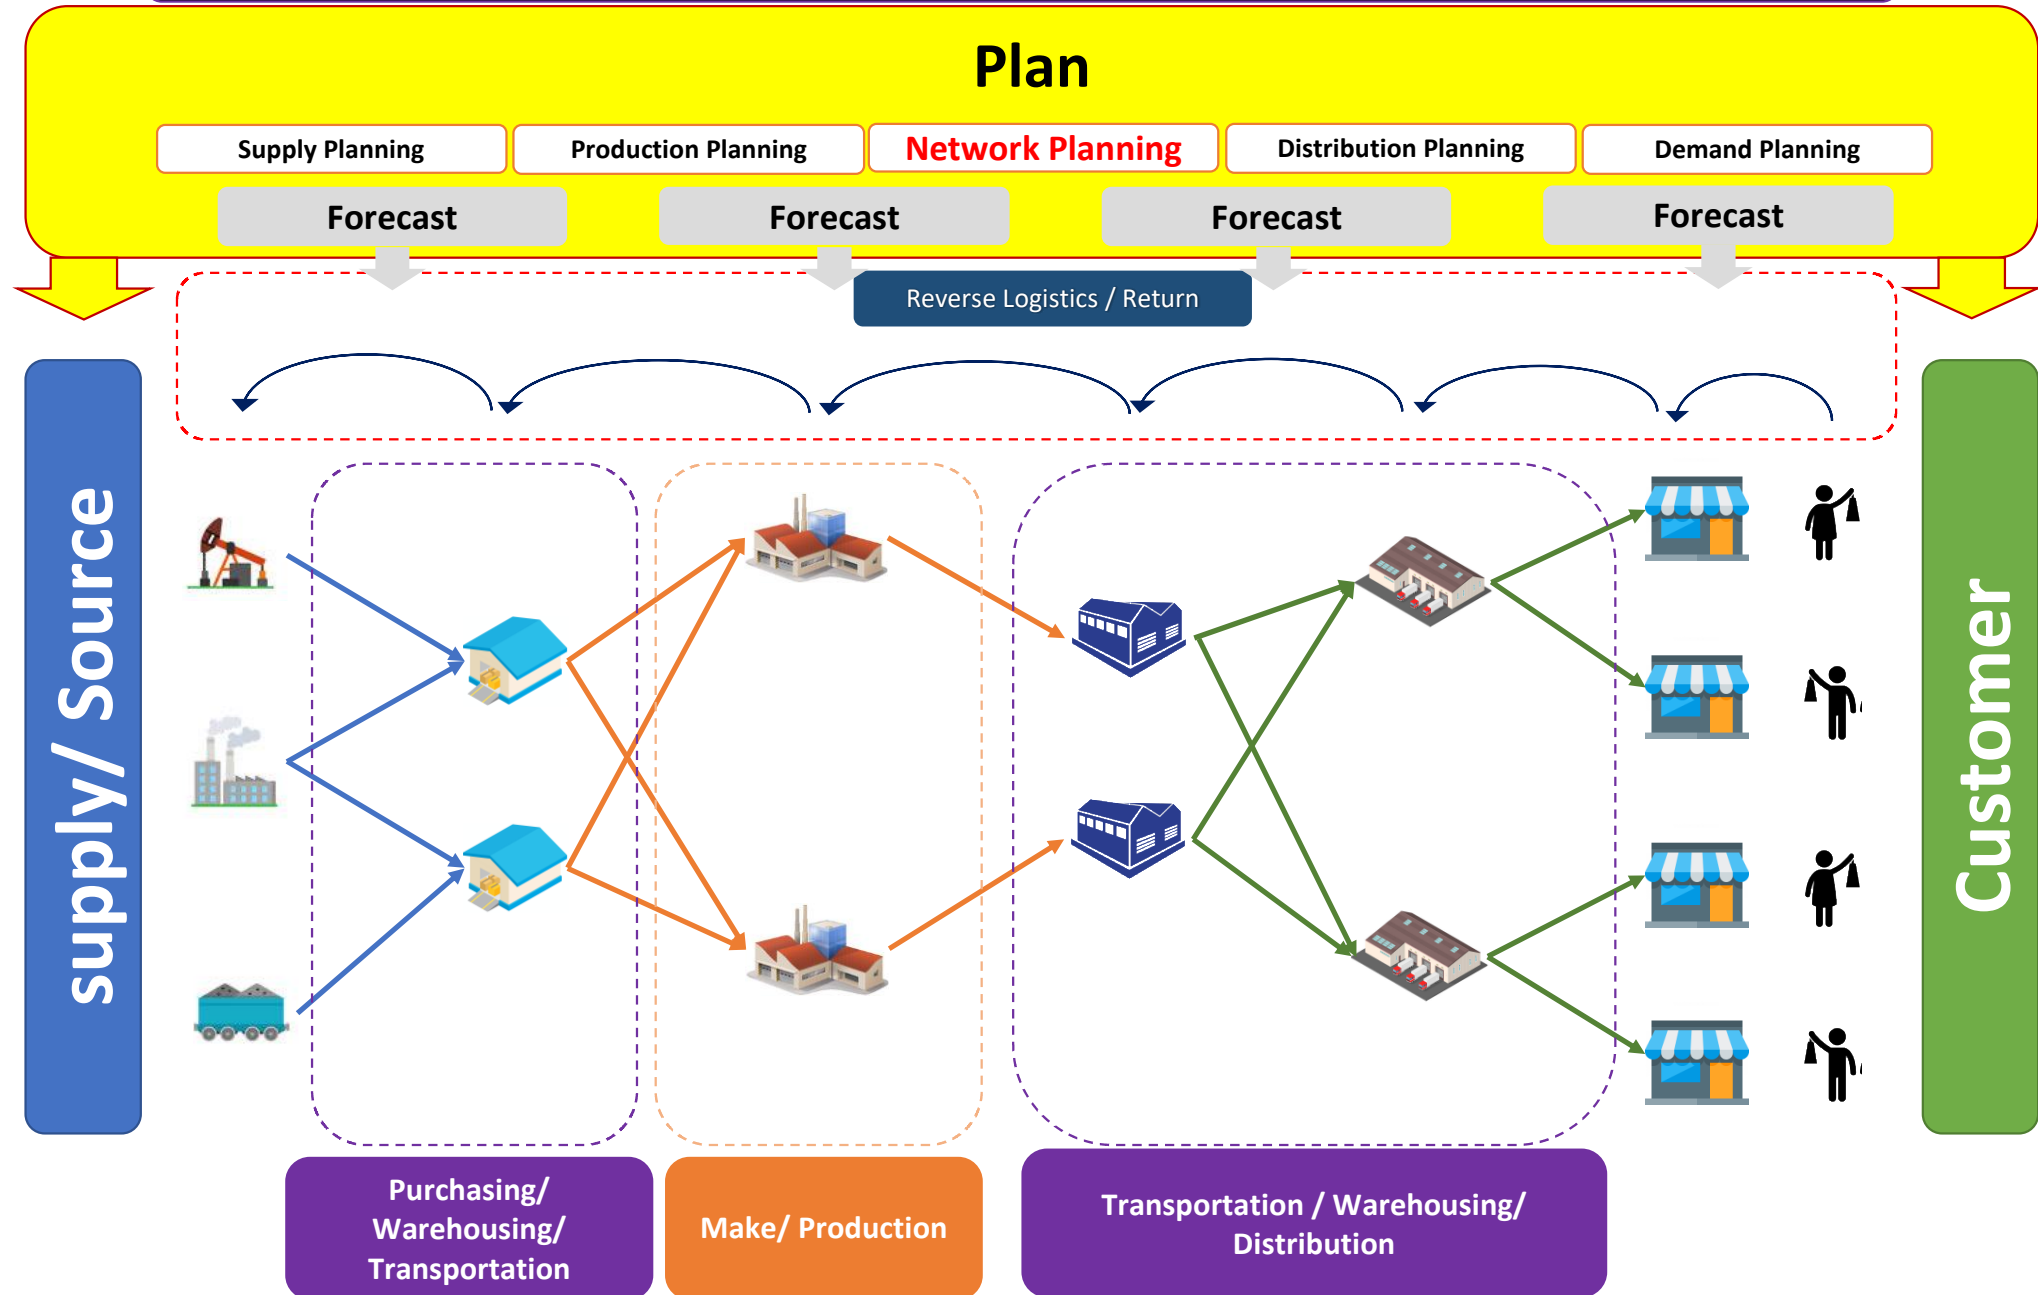 Plan
Supply Planning
Production Planning
Network Planning
Distribution Planning
Demand Planning
Forecast
Forecast
Forecast
Forecast
Reverse Logistics / Return
supply/ Source
Customer
Purchasing/
Warehousing/
Transportation
Make/ Production
Transportation / Warehousing/
Distribution